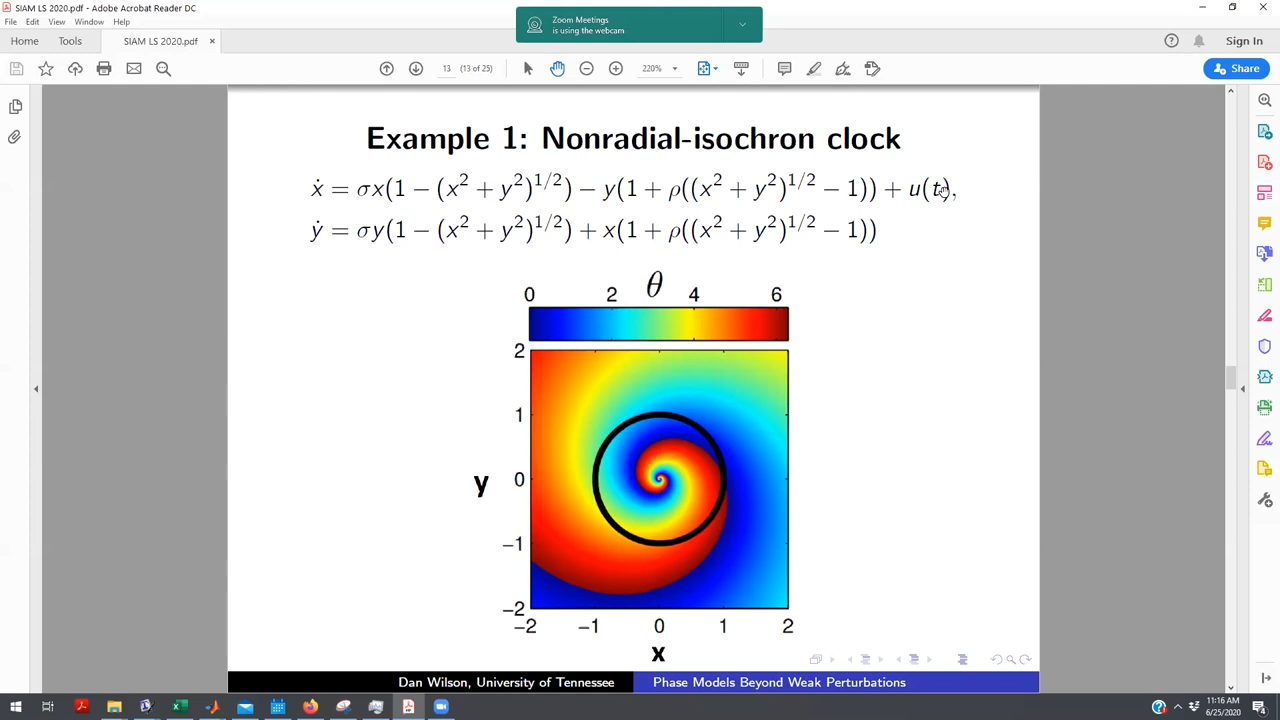 SIAM LS 2020.pdf - Adobe Acrobat Reader DC
Zoom Meetings
is using the webcam
File Edit View Window Help
Home Tools SIAM LS 2020.pdf × Sign In
13 (13 of 25) 220% Share
Example 1: Nonradial-isochron clock
ẋ = σx(1 − (x² + y²)^{1/2}) − y(1 + ρ((x² + y²)^{1/2} − 1)) + u(t),
ẏ = σy(1 − (x² + y²)^{1/2}) + x(1 + ρ((x² + y²)^{1/2} − 1))
θ
0 2 4 6
2
1
0
−1
−2
y
−2 −1 0 1 2
x
Dan Wilson, University of Tennessee Phase Models Beyond Weak Perturbations
11:16 AM
6/25/2020
4